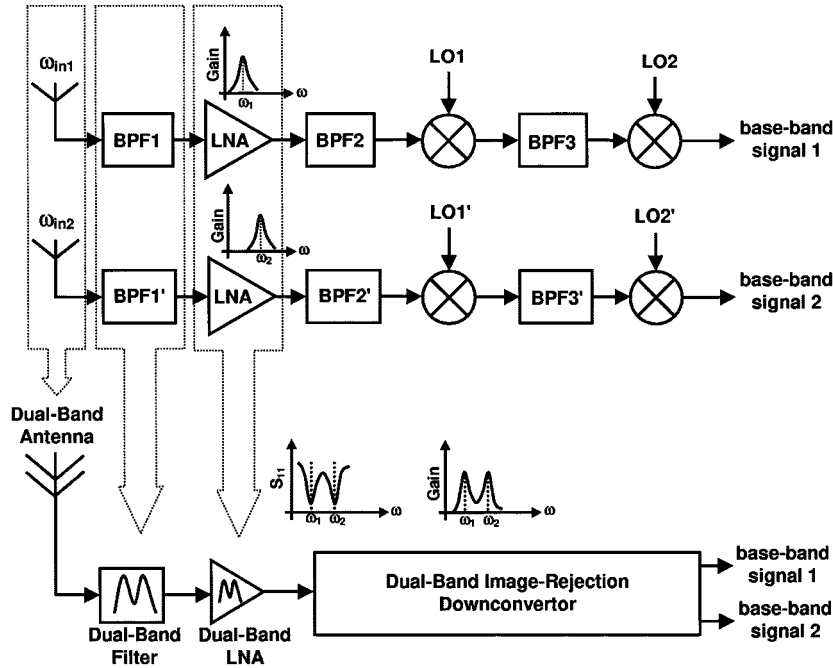 ω_in1
Gain
ω_1 ω
LO1
LO2
BPF1
LNA
BPF2
BPF3
base-band
signal 1
ω_in2
Gain
ω_2 ω
LO1'
LO2'
BPF1'
LNA
BPF2'
BPF3'
base-band
signal 2
Dual-Band
Antenna
S_11
ω_1 ω_2 ω
Gain
ω_1 ω_2 ω
Dual-Band Image-Rejection
Downconvertor
base-band
signal 1
base-band
signal 2
Dual-Band
Filter
Dual-Band
LNA